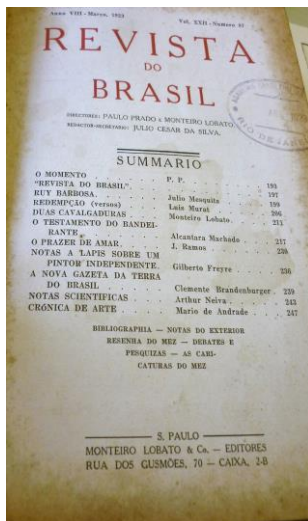 Anno VIII - Março, 1923 Vol. XXII - Numero 87
REVISTA
DO
BRASIL
DIRECTORES: PAULO PRADO E MONTEIRO LOBATO.
REDACTOR-SECRETARIO: JULIO CESAR DA SILVA.
SUMMARIO
O MOMENTO . . . . . P. P. 193
"REVISTA DO BRASIL". 197
RUY BARBOSA. . . . . Julio Mesquita . . 199
REDEMPÇÃO (versos) . Luis Murat . . . 206
DUAS CAVALGADURAS . Monteiro Lobato. . 211
O TESTAMENTO DO BANDEI-
RANTE . . . . . Alcantara Machado . 217
O PRAZER DE AMAR. . . J. Ramos . . . 230
NOTAS A LAPIS SOBRE UM
PINTOR INDEPENDENTE. Gilberto Freyre . . 236
A NOVA GAZETA DA TERRA
DO BRASIL . . . . Clemente Brandenburger . 239
NOTAS SCIENTIFICAS . . Arthur Neiva . . 243
CRÓNICA DE ARTE . . . Mario de Andrade . 247
BIBLIOGRAPHIA — NOTAS DO EXTERIOR
RESENHA DO MEZ — DEBATES E
PESQUIZAS — AS CARI-
CATURAS DO MEZ
S. PAULO
MONTEIRO LOBATO & Co. — EDITORES
RUA DOS GUSMÕES, 70 — CAIXA, 2-B